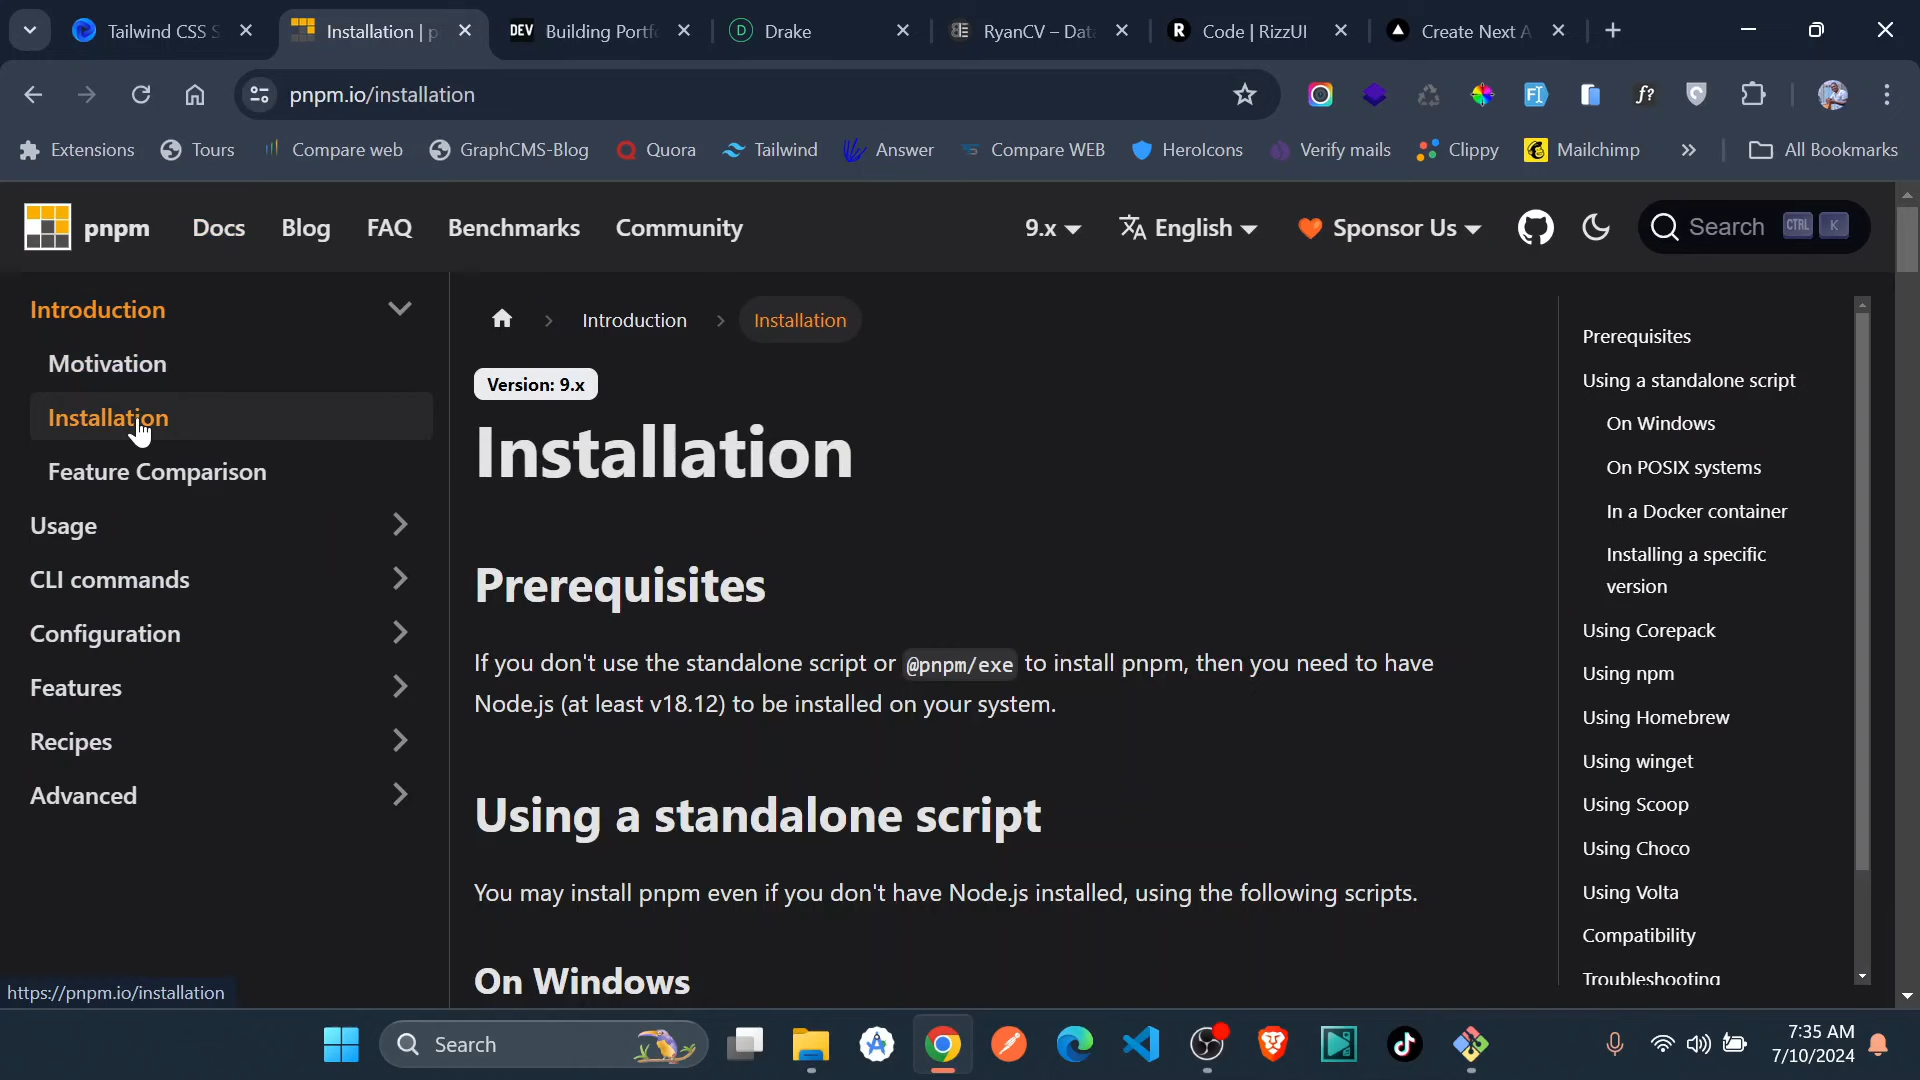 Tailwind CSS S
Installation | p
DEV Building Portfo
D Drake
RyanCV – Dat
R Code | RizzUI
Create Next A
pnpm.io/installation
f?
Extensions
Tours
Compare web
GraphCMS-Blog
Quora
Tailwind
Answer
Compare WEB
HeroIcons
Verify mails
Clippy
Mailchimp
»
All Bookmarks
pnpm
Docs
Blog
FAQ
Benchmarks
Community
9.x
English
Sponsor Us
Search CTRL K
Introduction
Motivation
Installation
Feature Comparison
Usage
CLI commands
Configuration
Features
Recipes
Advanced
https://pnpm.io/installation
Introduction
Installation
Version: 9.x
Installation
Prerequisites
If you don't use the standalone script or @pnpm/exe to install pnpm, then you need to have
Node.js (at least v18.12) to be installed on your system.
Using a standalone script
You may install pnpm even if you don't have Node.js installed, using the following scripts.
On Windows
Prerequisites
Using a standalone script
On Windows
On POSIX systems
In a Docker container
Installing a specific
version
Using Corepack
Using npm
Using Homebrew
Using winget
Using Scoop
Using Choco
Using Volta
Compatibility
Troubleshooting
Search
7:35 AM
7/10/2024